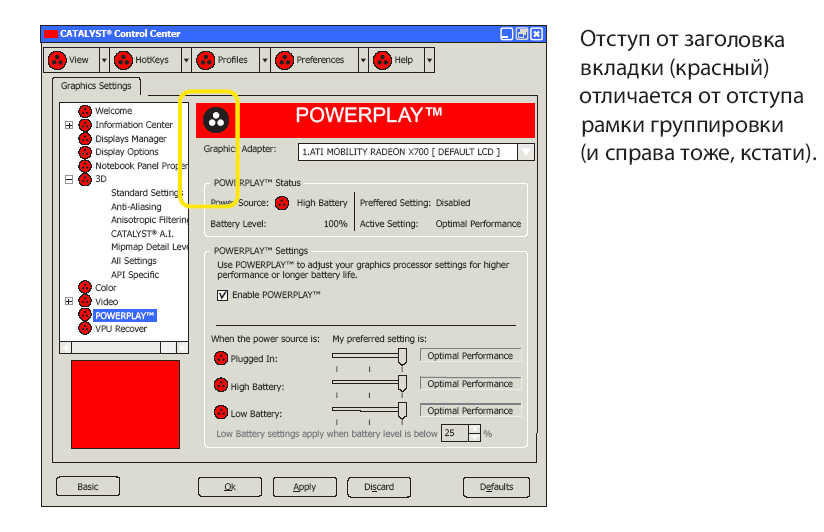 CATALYST® Control Center
View HotKeys Profiles Preferences Help
Graphics Settings
Welcome
Information Center
Displays Manager
Display Options
Notebook Panel Proper
3D
Standard Settings
Anti-Aliasing
Anisotropic Filtering
CATALYST® A.I.
Mipmap Detail Leve
All Settings
API Specific
Color
Video
POWERPLAY™
VPU Recover
POWERPLAY™
Graphics Adapter: 1.ATI MOBILITY RADEON X700 [ DEFAULT LCD ]
POWERPLAY™ Status
Power Source: High Battery Preffered Setting: Disabled
Battery Level: 100% Active Setting: Optimal Performance
POWERPLAY™ Settings
Use POWERPLAY™ to adjust your graphics processor settings for higher
performance or longer battery life.
Enable POWERPLAY™
When the power source is: My preferred setting is:
Plugged In: Optimal Performance
High Battery: Optimal Performance
Low Battery: Optimal Performance
Low Battery settings apply when battery level is below 25 %
Basic Ok Apply Discard Defaults
Отступ от заголовка
вкладки (красный)
отличается от отступа
рамки группировки
(и справа тоже, кстати).